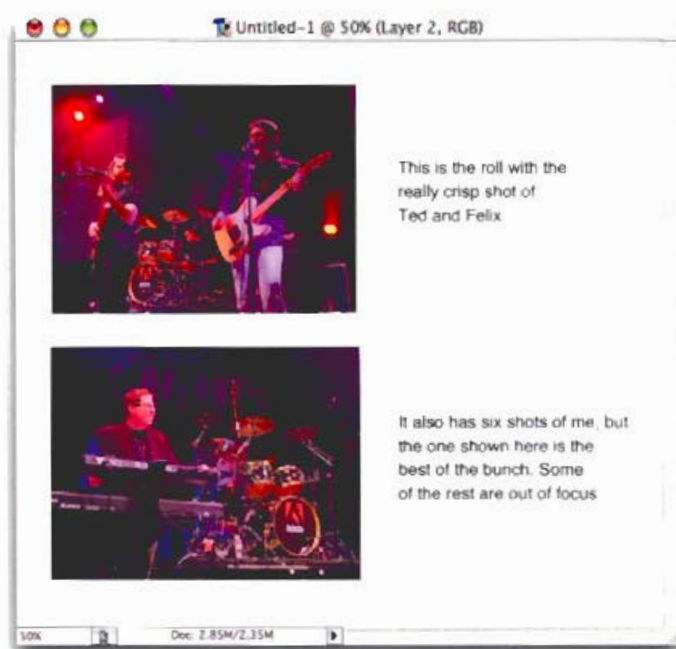 Untitled-1 @ 50% (Layer 2, RGB)
This is the roll with the
really crisp shot of
Ted and Felix
It also has six shots of me, but
the one shown here is the
best of the bunch. Some
of the rest are out of focus
50%
Doc: 2.85M/2.35M